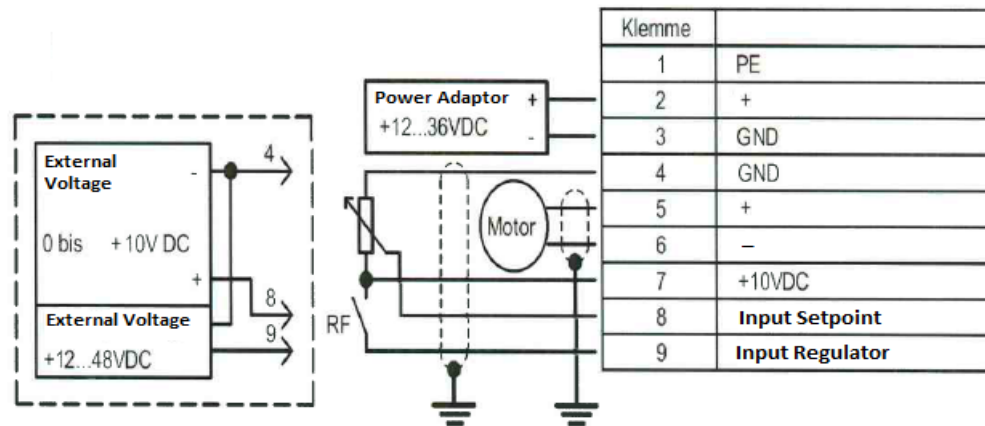 External
Voltage
-
4
0 bis +10V DC
+
8
External Voltage
9
+12...48VDC
Power Adaptor +
+12...36VDC -
Motor
RF
Klemme
1 PE
2 +
3 GND
4 GND
5 +
6 –
7 +10VDC
8 Input Setpoint
9 Input Regulator